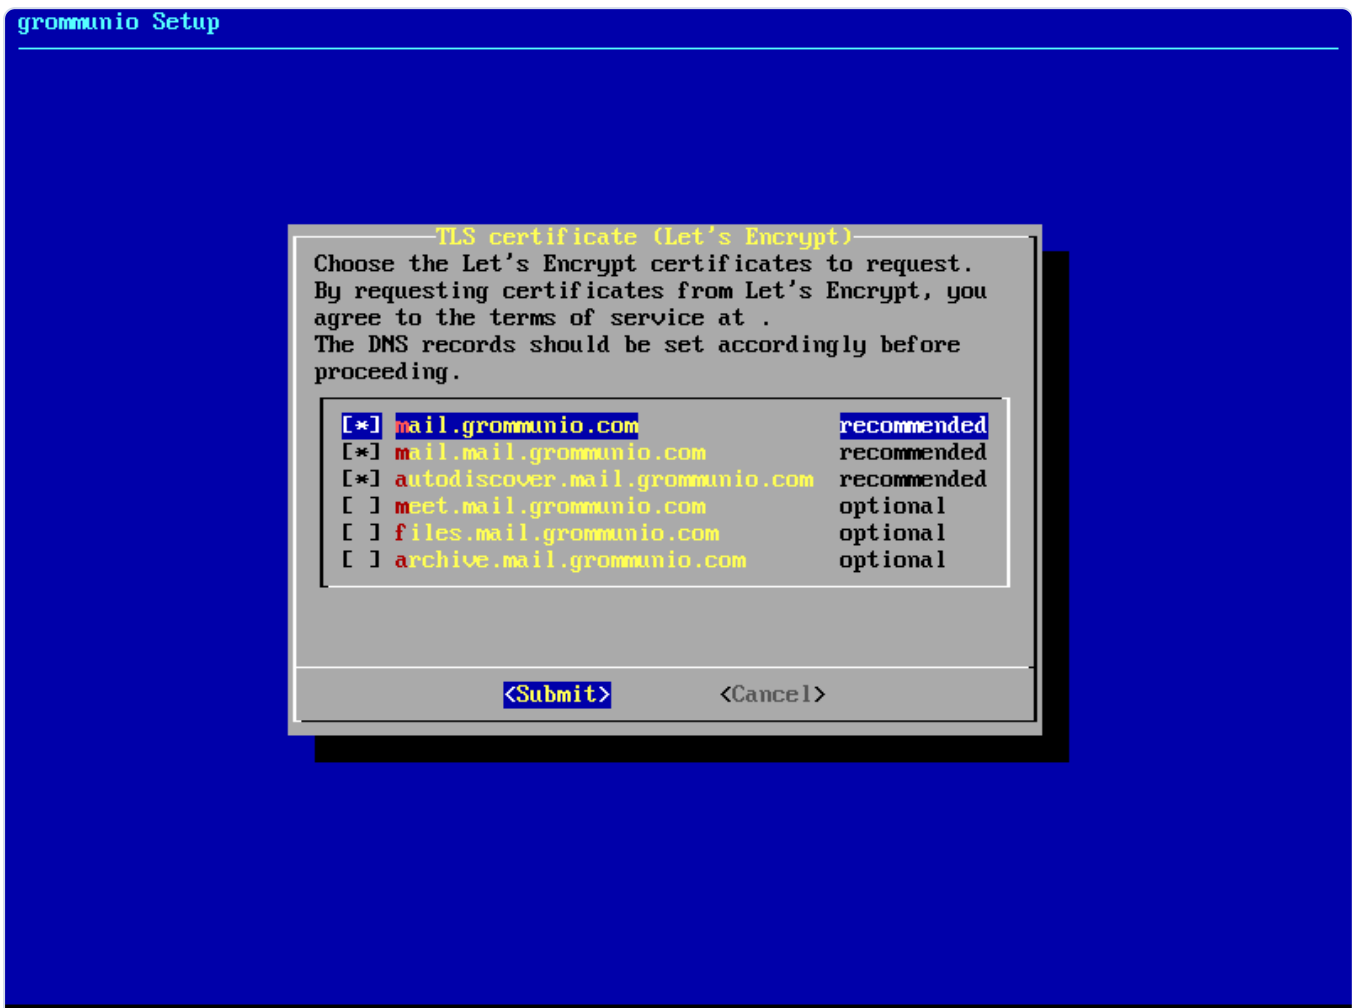 grommunio Setup
TLS certificate (Let's Encrypt)
Choose the Let's Encrypt certificates to request.
By requesting certificates from Let's Encrypt, you
agree to the terms of service at .
The DNS records should be set accordingly before
proceeding.
[*] mail.grommunio.com recommended
[*] mail.mail.grommunio.com recommended
[*] autodiscover.mail.grommunio.com recommended
[ ] meet.mail.grommunio.com optional
[ ] files.mail.grommunio.com optional
[ ] archive.mail.grommunio.com optional
<Submit> <Cancel>